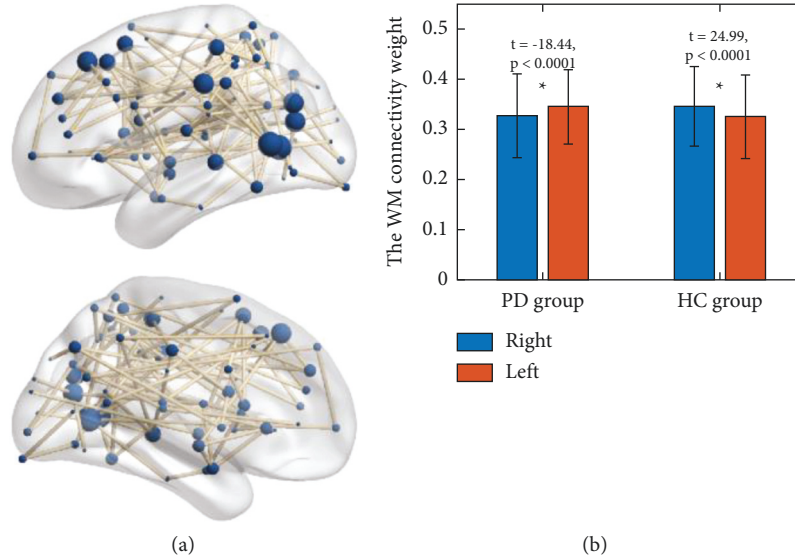 The WM connectivity weight
0.5
0.4
0.3
0.2
0.1
0
t = -18.44,
p < 0.0001
*
t = 24.99,
p < 0.0001
*
PD group
HC group
Right
Left
(a)
(b)